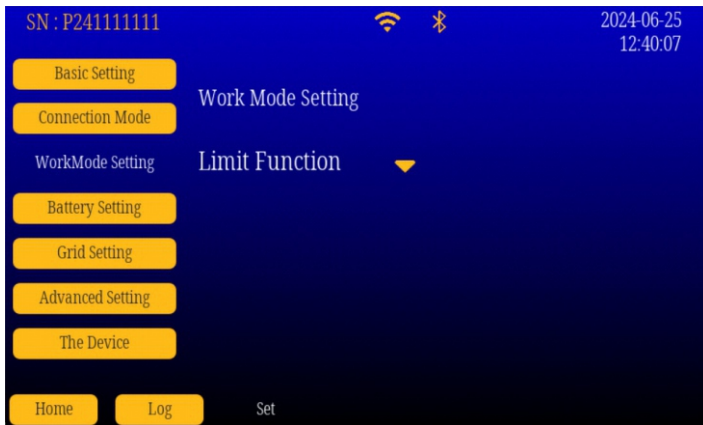 SN : P241111111
2024-06-25
12:40:07
Basic Setting
Connection Mode
WorkMode Setting
Battery Setting
Grid Setting
Advanced Setting
The Device
Work Mode Setting
Limit Function
Home
Log
Set